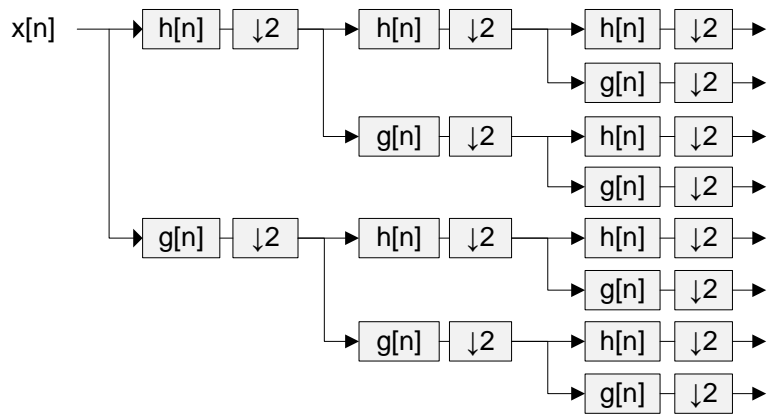 x[n] h[n] ↓2 h[n] ↓2 h[n] ↓2
g[n] ↓2
g[n] ↓2 h[n] ↓2
g[n] ↓2
g[n] ↓2 h[n] ↓2 h[n] ↓2
g[n] ↓2
g[n] ↓2 h[n] ↓2
g[n] ↓2